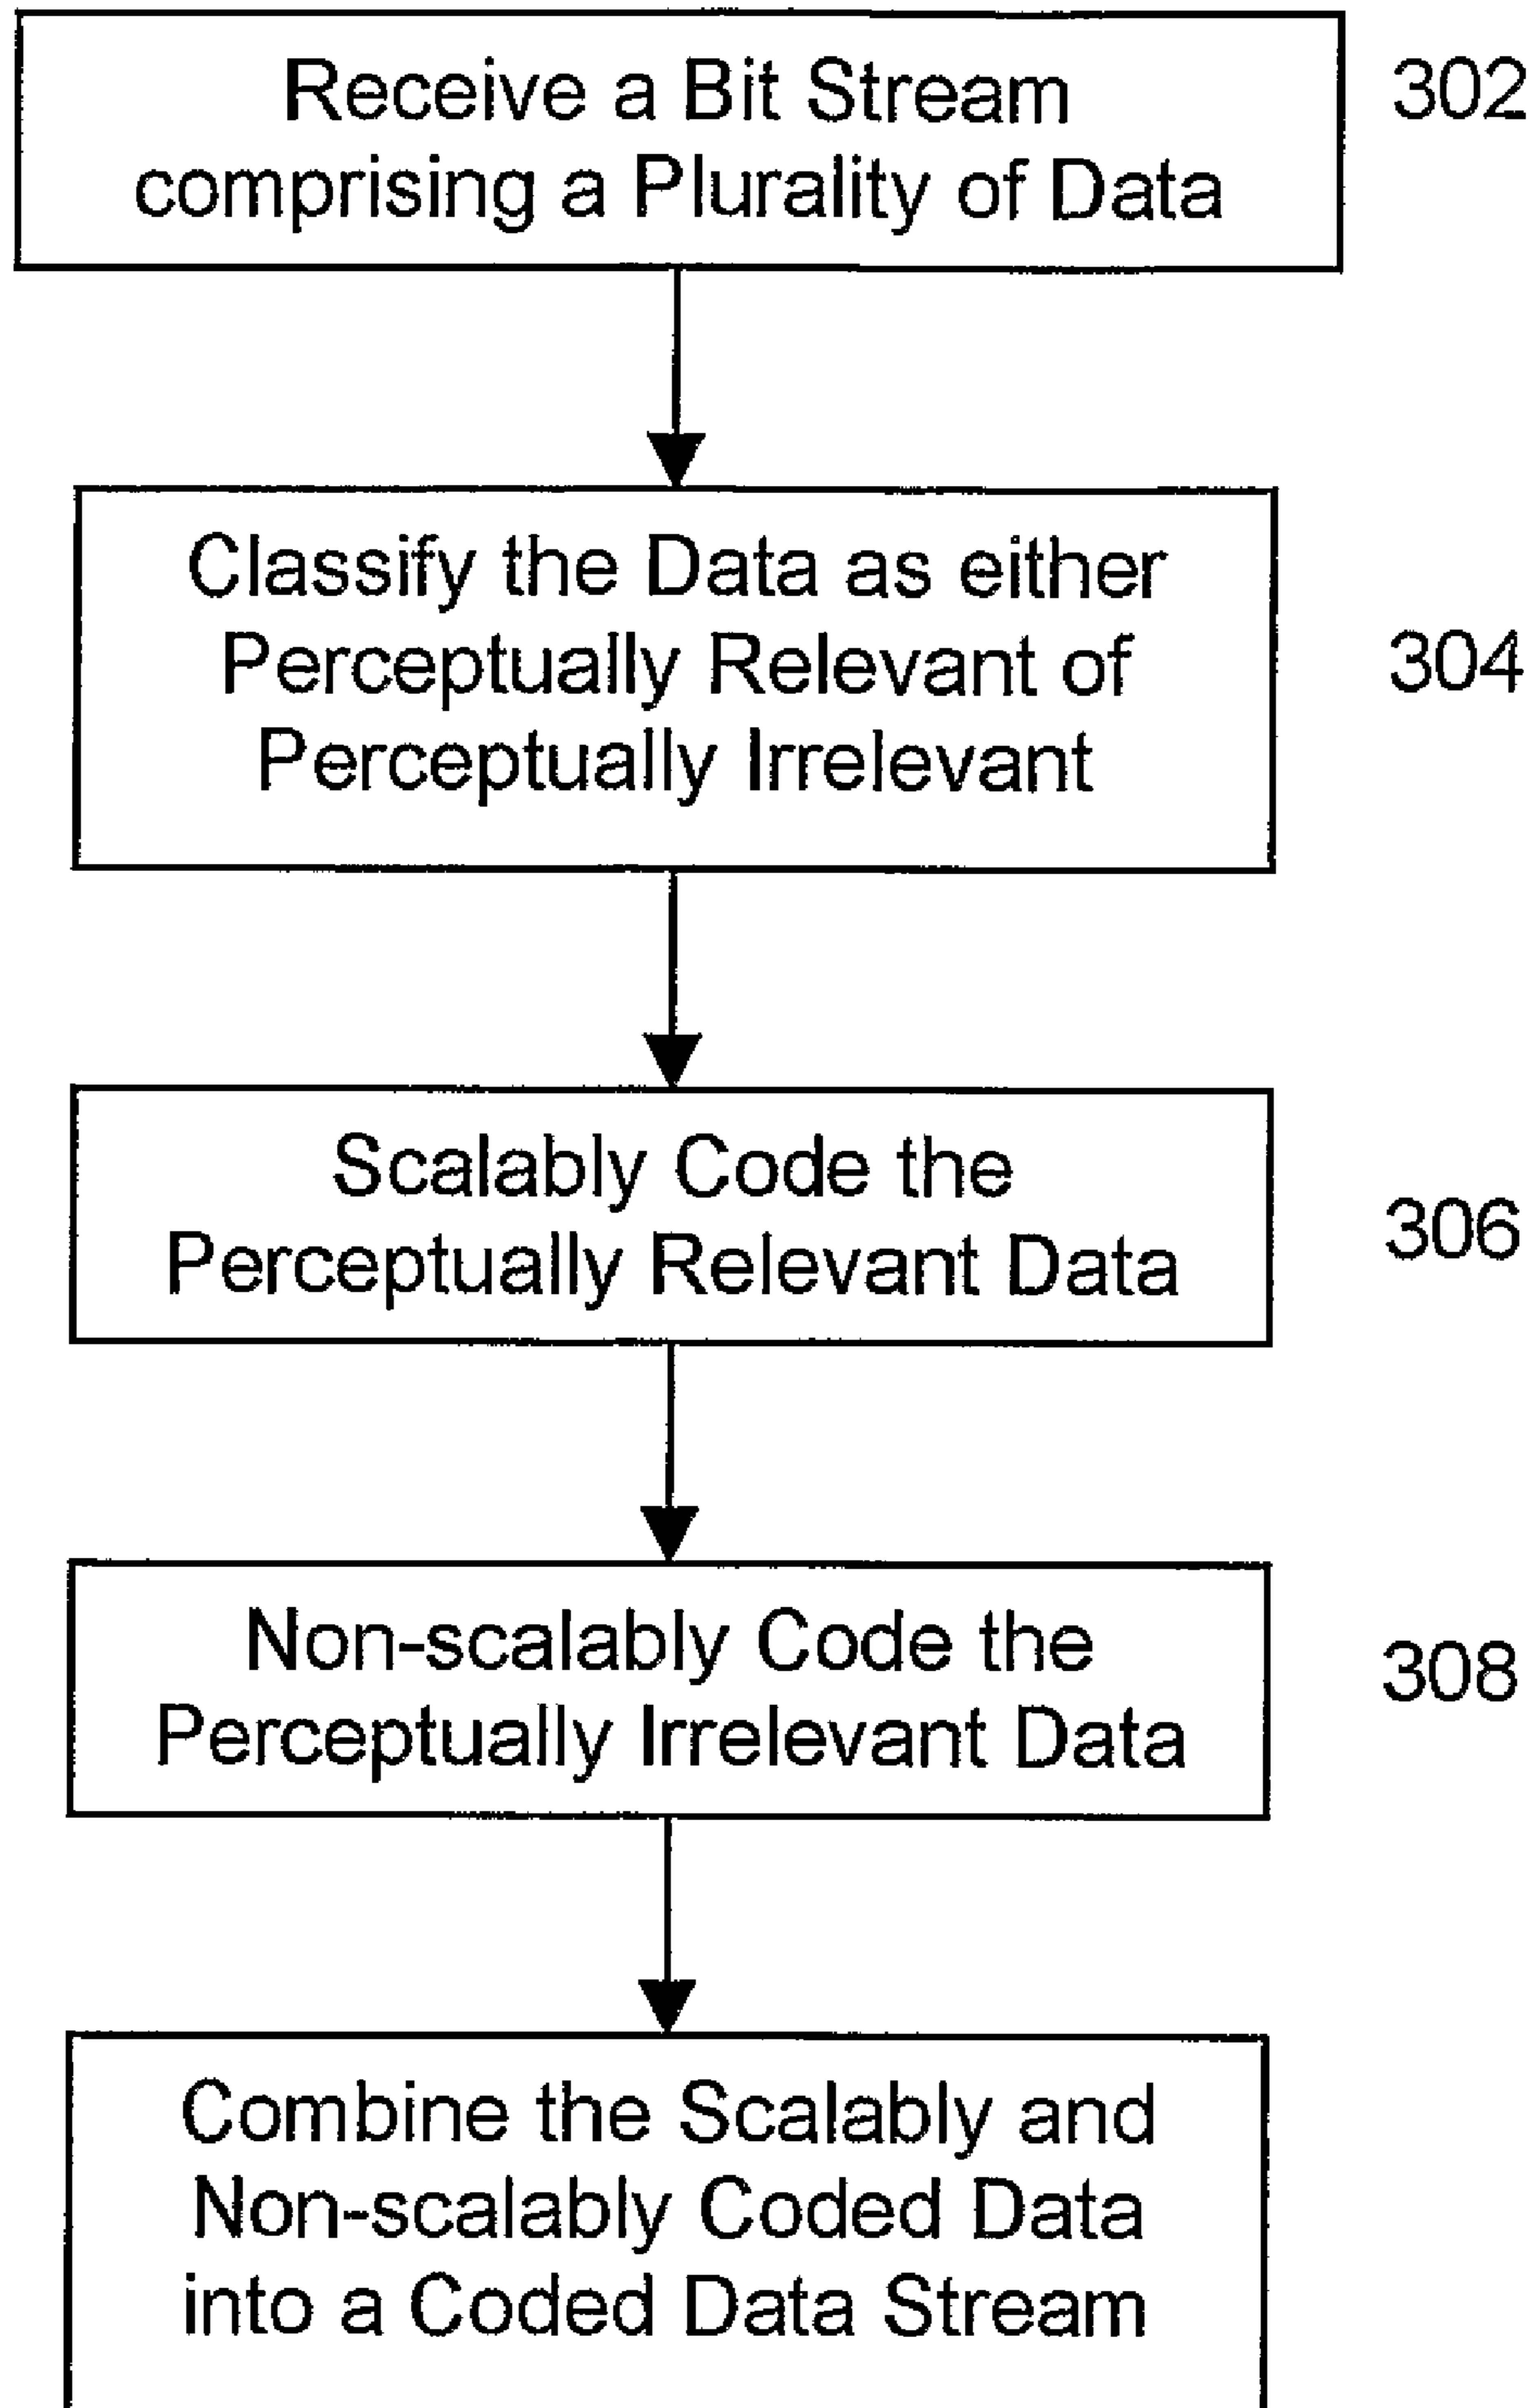 Receive a Bit Stream
comprising a Plurality of Data
302
Classify the Data as either
Perceptually Relevant of
Perceptually Irrelevant
304
Scalably Code the
Perceptually Relevant Data
306
Non-scalably Code the
Perceptually Irrelevant Data
308
Combine the Scalably and
Non-scalably Coded Data
into a Coded Data Stream